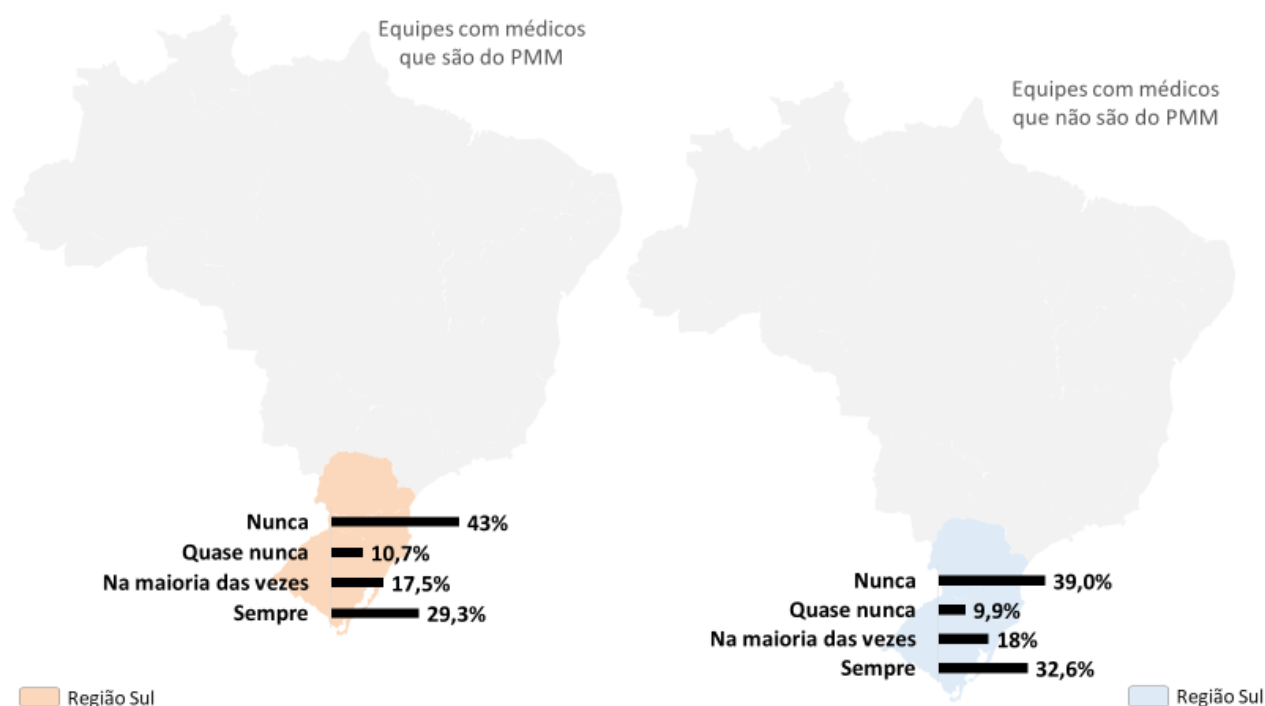 Equipes com médicos
que são do PMM
Nunca 43%
Quase nunca 10,7%
Na maioria das vezes 17,5%
Sempre 29,3%
Região Sul
Equipes com médicos
que não são do PMM
Nunca 39,0%
Quase nunca 9,9%
Na maioria das vezes 18%
Sempre 32,6%
Região Sul